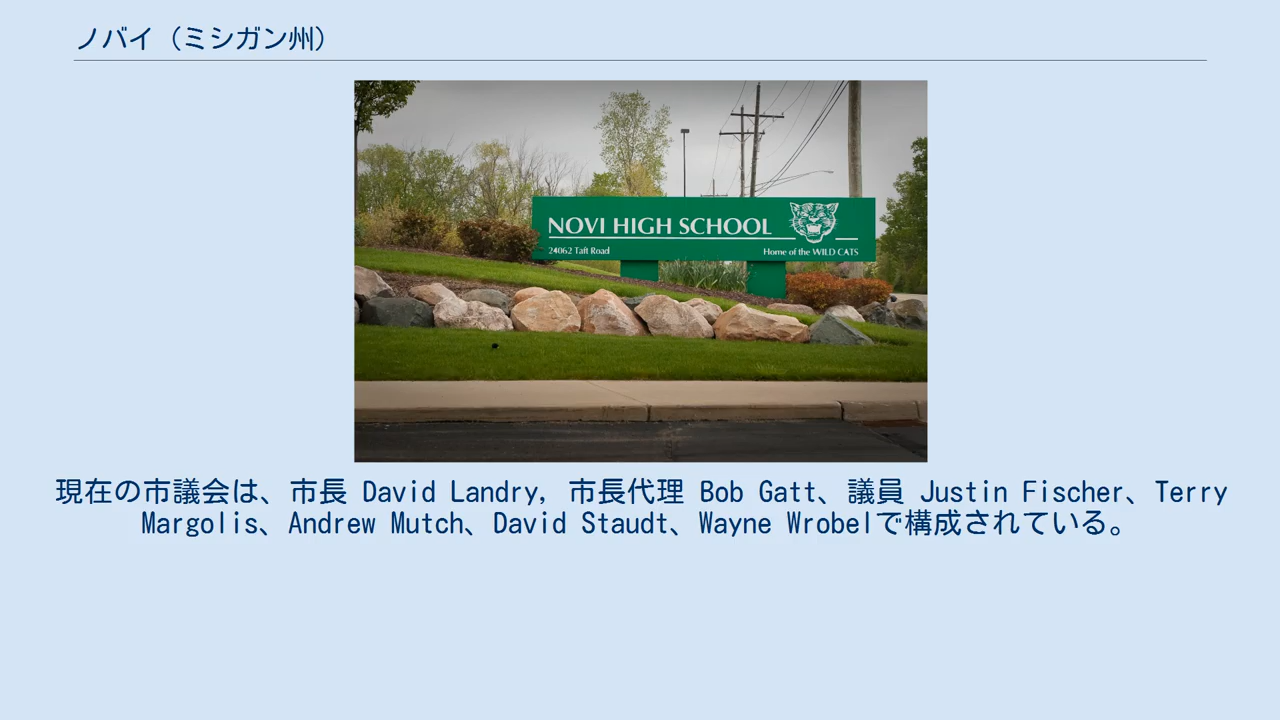 ノバイ（ミシガン州）
NOVI HIGH SCHOOL
24062 Taft Road
Home of the WILD CATS
現在の市議会は、市長 David Landry, 市長代理 Bob Gatt、議員 Justin Fischer、Terry
Margolis、Andrew Mutch、David Staudt、Wayne Wrobelで構成されている。